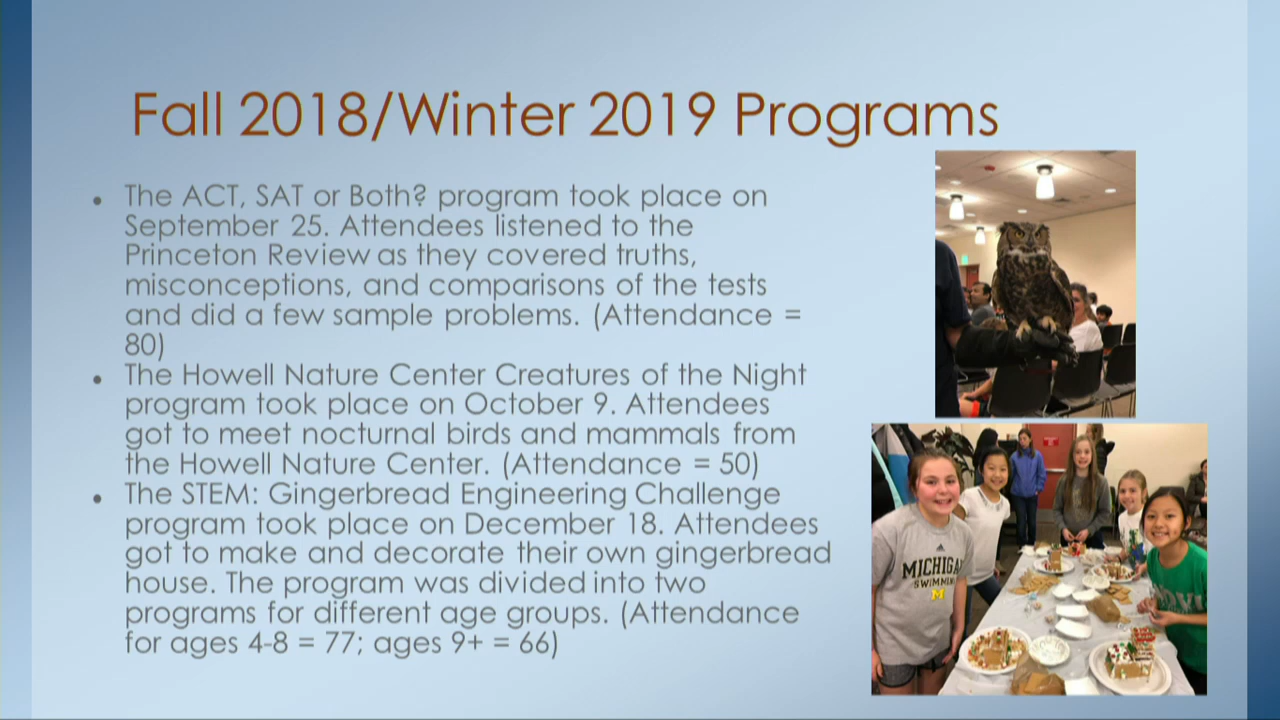 Fall 2018/Winter 2019 Programs
• The ACT, SAT or Both? program took place on
September 25. Attendees listened to the
Princeton Review as they covered truths,
misconceptions, and comparisons of the tests
and did a few sample problems. (Attendance =
80)
• The Howell Nature Center Creatures of the Night
program took place on October 9. Attendees
got to meet nocturnal birds and mammals from
the Howell Nature Center. (Attendance = 50)
• The STEM: Gingerbread Engineering Challenge
program took place on December 18. Attendees
got to make and decorate their own gingerbread
house. The program was divided into two
programs for different age groups. (Attendance
for ages 4-8 = 77; ages 9+ = 66)
MICHIGAN
SWIMMING
M